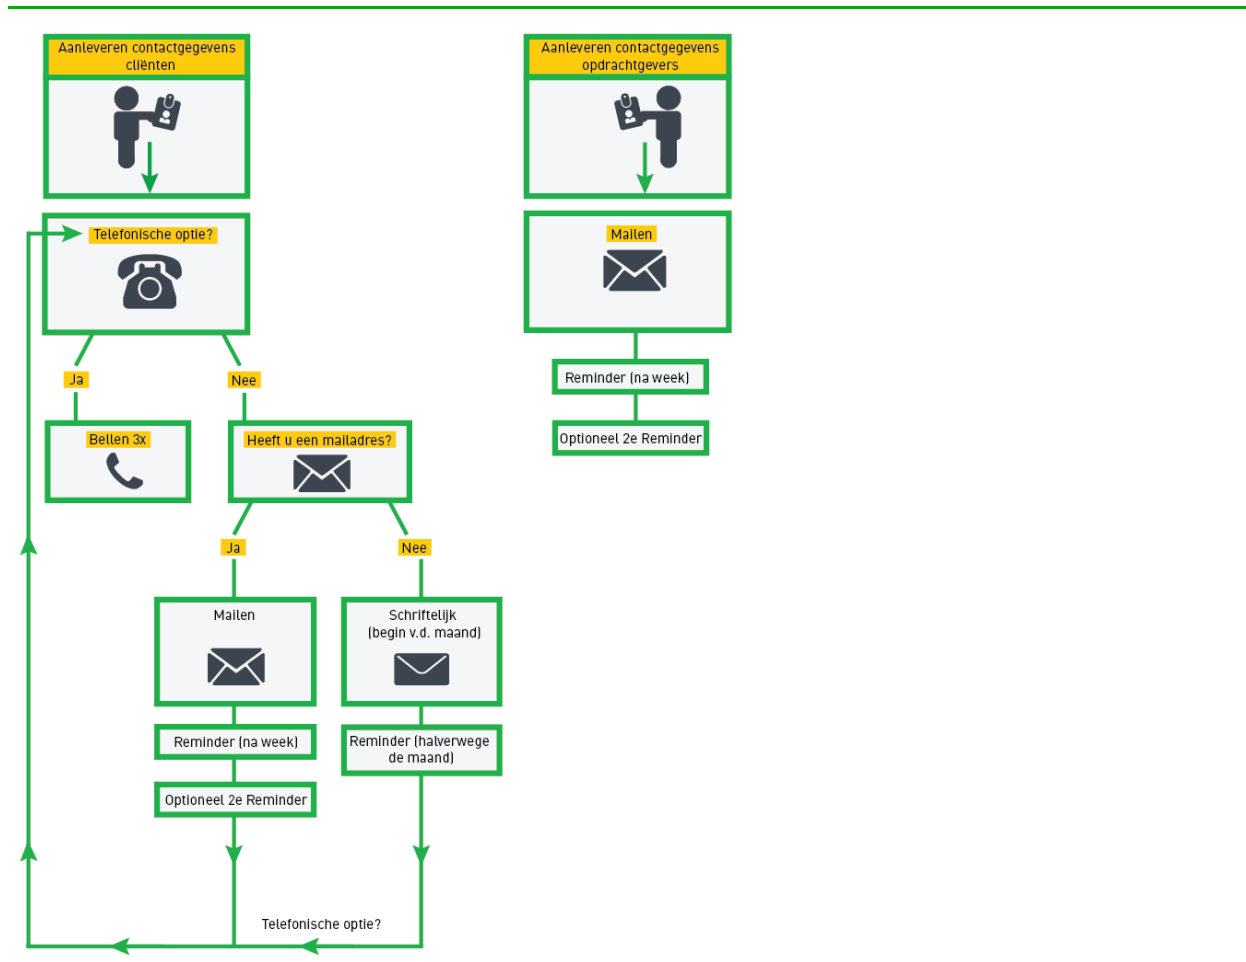 Aanleveren contactgegevens
cliënten
Telefonische optie?
Ja
Nee
Bellen 3x
Heeft u een mailadres?
Ja
Nee
Mailen
Schriftelijk
(begin v.d. maand)
Reminder (na week)
Reminder (halverwege
de maand)
Optioneel 2e Reminder
Telefonische optie?
Aanleveren contactgegevens
opdrachtgevers
Mailen
Reminder (na week)
Optioneel 2e Reminder